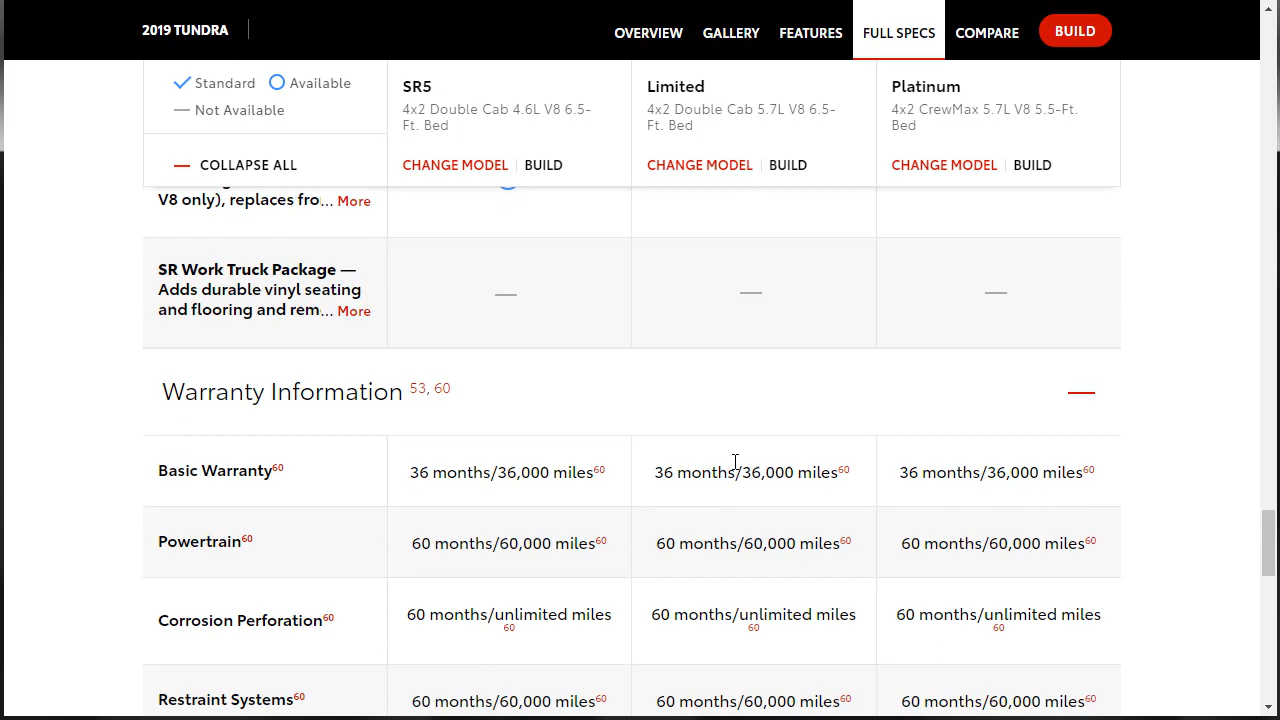 2019 TUNDRA
OVERVIEW GALLERY FEATURES FULL SPECS COMPARE BUILD
Standard Available
Not Available
COLLAPSE ALL
SR5
4x2 Double Cab 4.6L V8 6.5-
Ft. Bed
CHANGE MODEL BUILD
Limited
4x2 Double Cab 5.7L V8 6.5-
Ft. Bed
CHANGE MODEL BUILD
Platinum
4x2 CrewMax 5.7L V8 5.5-Ft.
Bed
CHANGE MODEL BUILD
V8 only), replaces fro... More
SR Work Truck Package —
Adds durable vinyl seating
and flooring and rem... More
Warranty Information 53, 60
Basic Warranty60 36 months/36,000 miles60 36 months/36,000 miles60 36 months/36,000 miles60
Powertrain60 60 months/60,000 miles60 60 months/60,000 miles60 60 months/60,000 miles60
Corrosion Perforation60 60 months/unlimited miles 60 60 months/unlimited miles 60 60 months/unlimited miles 60
Restraint Systems60 60 months/60,000 miles60 60 months/60,000 miles60 60 months/60,000 miles60